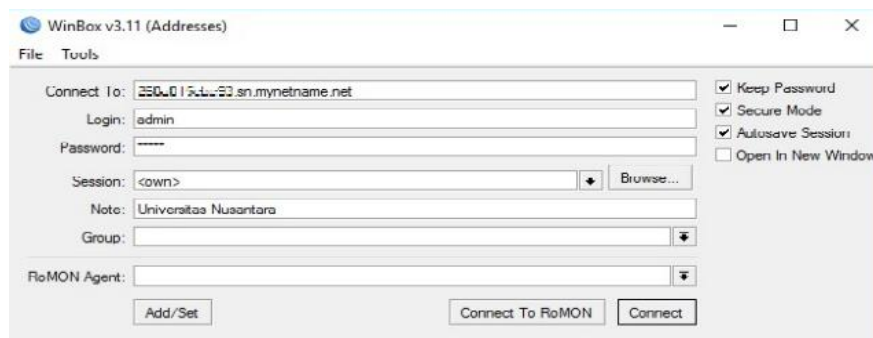 WinBox v3.11 (Addresses)
File Tools
Connect To: .sn.mynetname.net
Keep Password
Login: admin
Secure Mode
Password: *****
Autosave Session
Open In New Window
Session: <own>
Browse...
Note: Universitas Nusantara
Group:
RoMON Agent:
Add/Set
Connect To RoMON
Connect